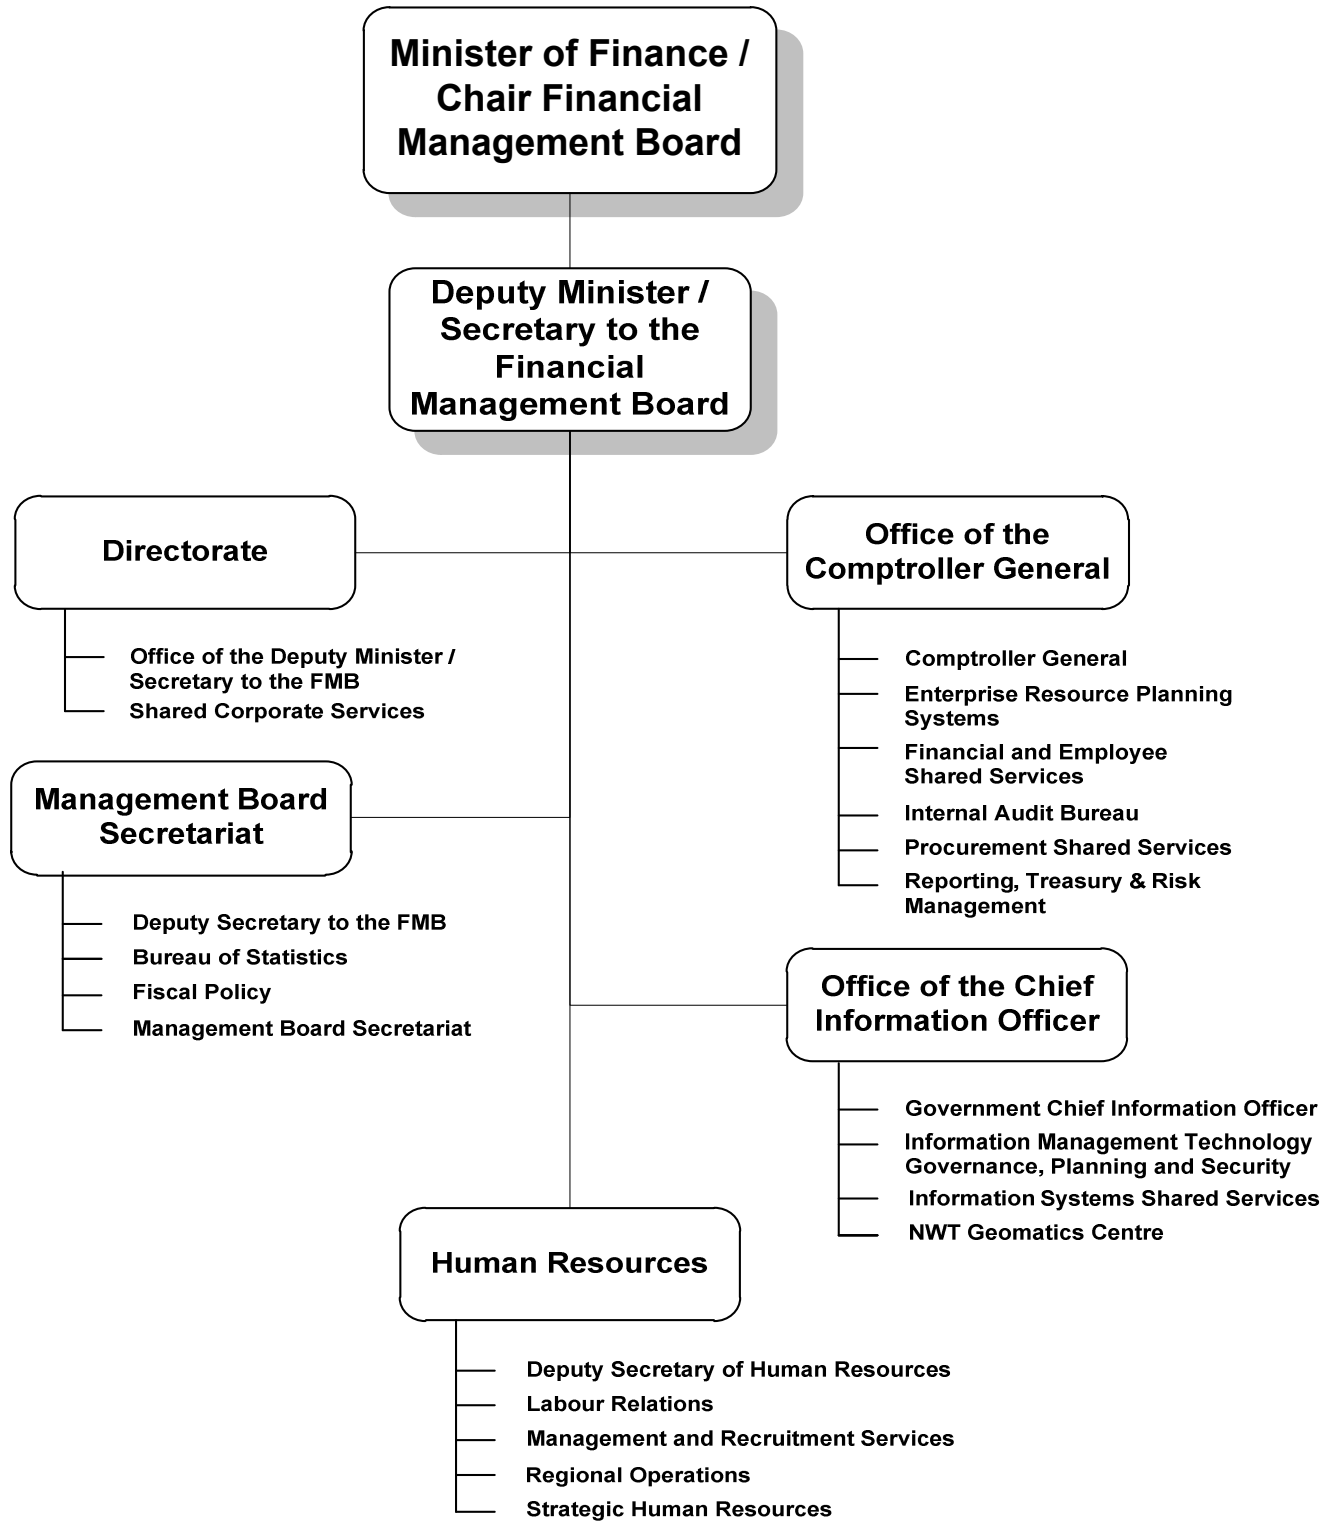 Minister of Finance /
Chair Financial
Management Board
Deputy Minister /
Secretary to the
Financial
Management Board
Directorate
Office of the Deputy Minister /
Secretary to the FMB
Shared Corporate Services
Office of the
Comptroller General
Comptroller General
Enterprise Resource Planning
Systems
Financial and Employee
Shared Services
Internal Audit Bureau
Procurement Shared Services
Reporting, Treasury & Risk
Management
Management Board
Secretariat
Deputy Secretary to the FMB
Bureau of Statistics
Fiscal Policy
Management Board Secretariat
Office of the Chief
Information Officer
Government Chief Information Officer
Information Management Technology
Governance, Planning and Security
Information Systems Shared Services
NWT Geomatics Centre
Human Resources
Deputy Secretary of Human Resources
Labour Relations
Management and Recruitment Services
Regional Operations
Strategic Human Resources